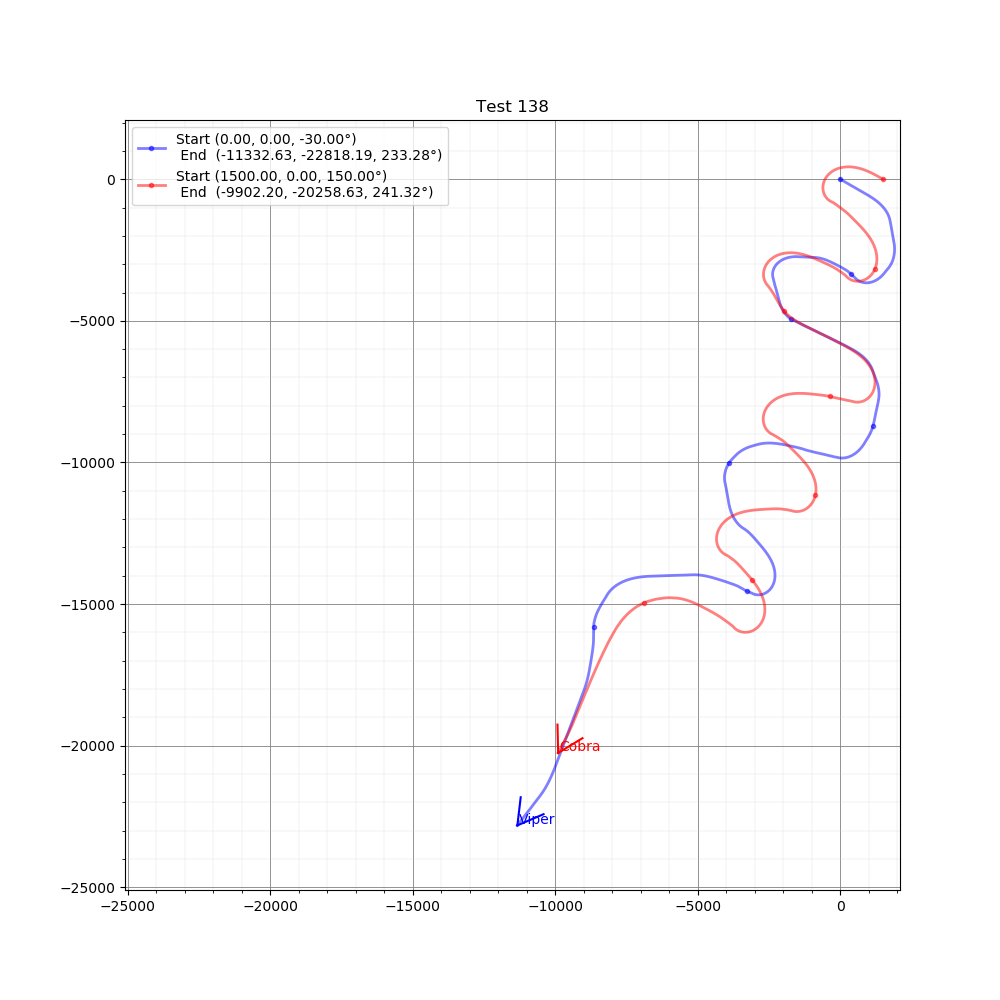 Test 138
Start (0.00, 0.00, -30.00°)
End (-11332.63, -22818.19, 233.28°)
Start (1500.00, 0.00, 150.00°)
End (-9902.20, -20258.63, 241.32°)
0
−5000
−10000
−15000
−20000
−25000
Cobra
Viper
−25000
−20000
−15000
−10000
−5000
0